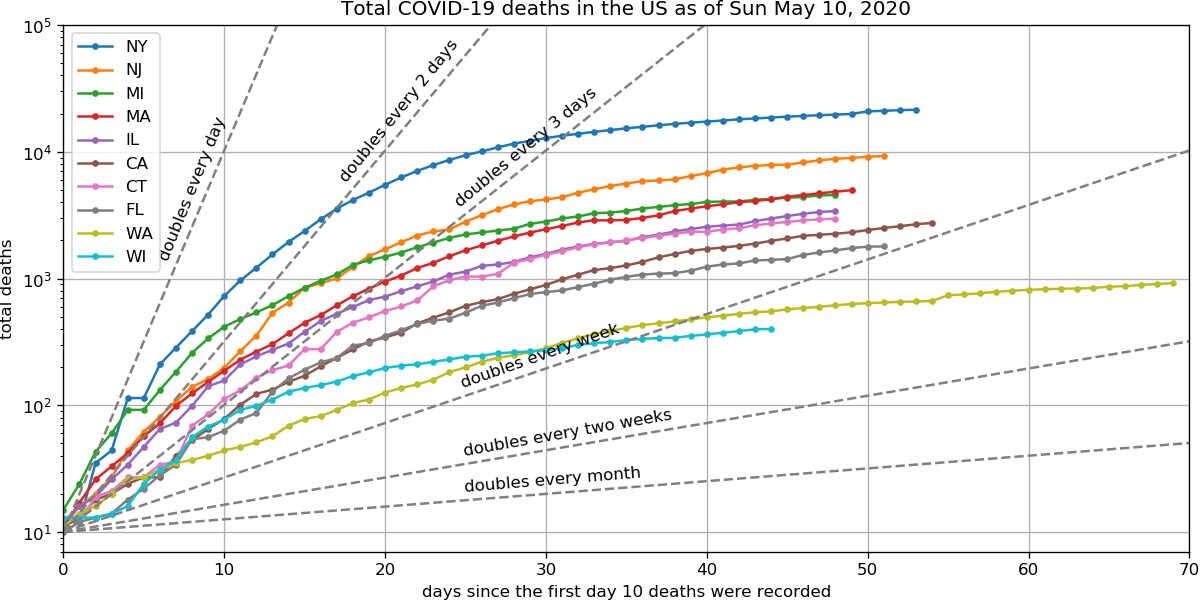 Total COVID-19 deaths in the US as of Sun May 10, 2020
10^5
10^4
10^3
10^2
10^1
total deaths
NY
NJ
MI
MA
IL
CA
CT
FL
WA
WI
doubles every day
doubles every 2 days
doubles every 3 days
doubles every week
doubles every two weeks
doubles every month
0 10 20 30 40 50 60 70
days since the first day 10 deaths were recorded